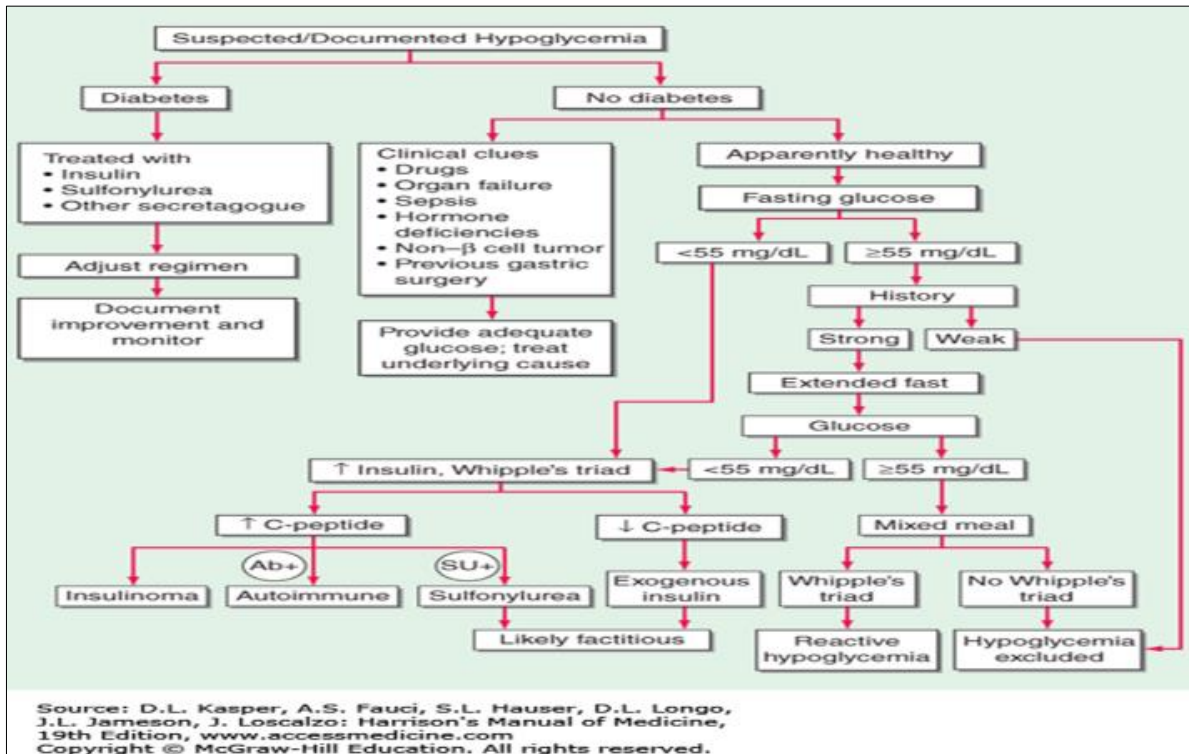 Suspected/Documented Hypoglycemia
Diabetes
No diabetes
Treated with
• Insulin
• Sulfonylurea
• Other secretagogue
Adjust regimen
Document
improvement and
monitor
Clinical clues
• Drugs
• Organ failure
• Sepsis
• Hormone
deficiencies
• Non–β cell tumor
• Previous gastric
surgery
Provide adequate
glucose; treat
underlying cause
Apparently healthy
Fasting glucose
<55 mg/dL
≥55 mg/dL
History
Strong
Weak
Extended fast
Glucose
<55 mg/dL
≥55 mg/dL
↑ Insulin, Whipple's triad
↑ C-peptide
↓ C-peptide
Ab+
SU+
Insulinoma
Autoimmune
Sulfonylurea
Exogenous
insulin
Likely factitious
Mixed meal
Whipple's
triad
No Whipple's
triad
Reactive
hypoglycemia
Hypoglycemia
excluded
Source: D.L. Kasper, A.S. Fauci, S.L. Hauser, D.L. Longo,
J.L. Jameson, J. Loscalzo: Harrison's Manual of Medicine,
19th Edition, www.accessmedicine.com
Copyright © McGraw-Hill Education. All rights reserved.